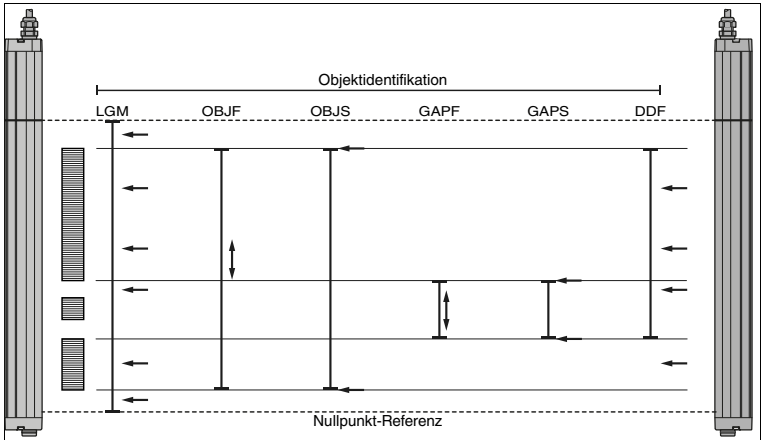 Objektidentifikation
LGM OBJF OBJS GAPF GAPS DDF
Nullpunkt-Referenz